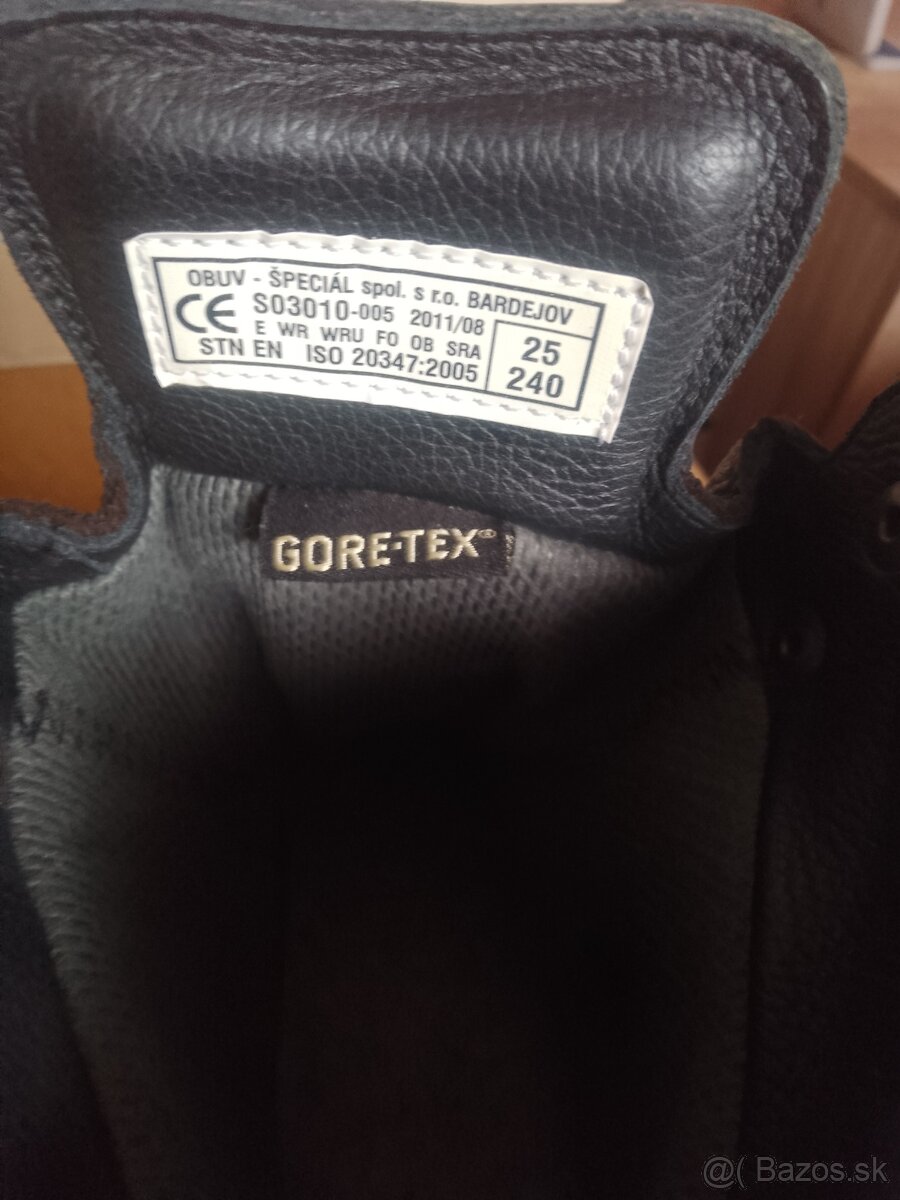 OBUV - ŠPECIÁL spol. s r.o. BARDEJOV
CE S03010-005 2011/08
E WR WRU FO OB SRA
STN EN ISO 20347:2005
25
240
GORE-TEX®
@( Bazos.sk